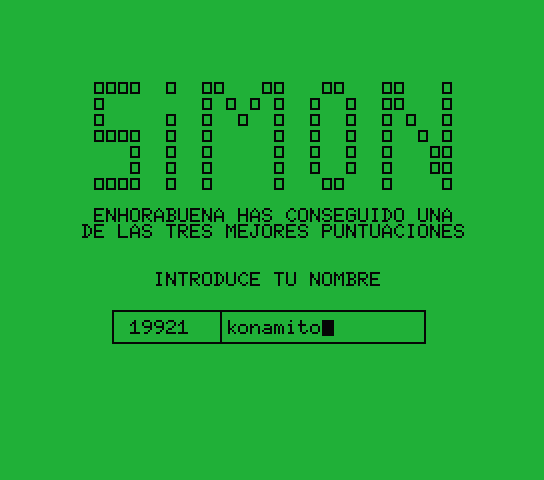 SiMON
ENHORABUENA HAS CONSEGUIDO UNA
DE LAS TRES MEJORES PUNTUACIONES
INTRODUCE TU NOMBRE
19921 konamito